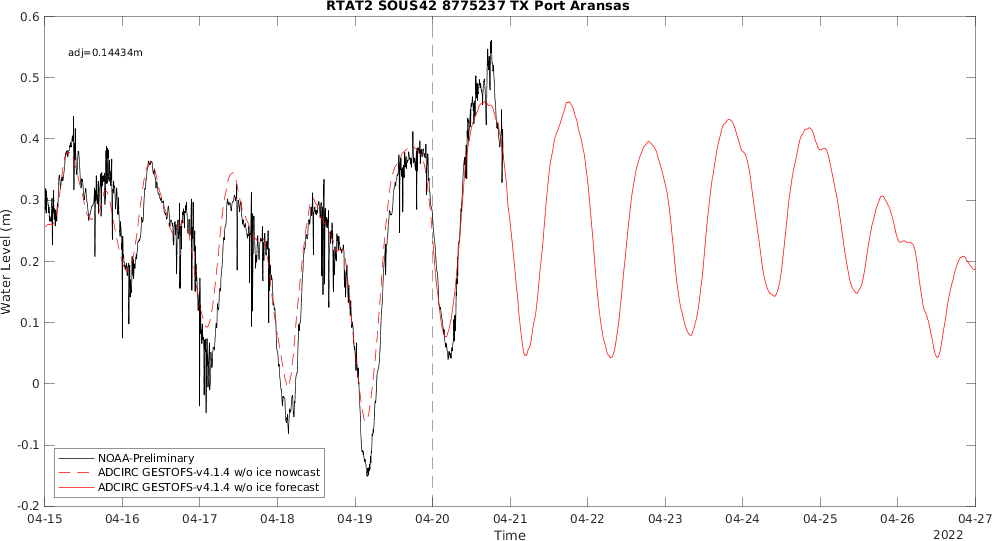 RTAT2 SOUS42 8775237 TX Port Aransas
adj=0.14434m
0.6
0.5
0.4
0.3
0.2
0.1
0
-0.1
-0.2
Water Level (m)
NOAA-Preliminary
ADCIRC GESTOFS-v4.1.4 w/o ice nowcast
ADCIRC GESTOFS-v4.1.4 w/o ice forecast
04-15 04-16 04-17 04-18 04-19 04-20 04-21 04-22 04-23 04-24 04-25 04-26 04-27
Time
2022